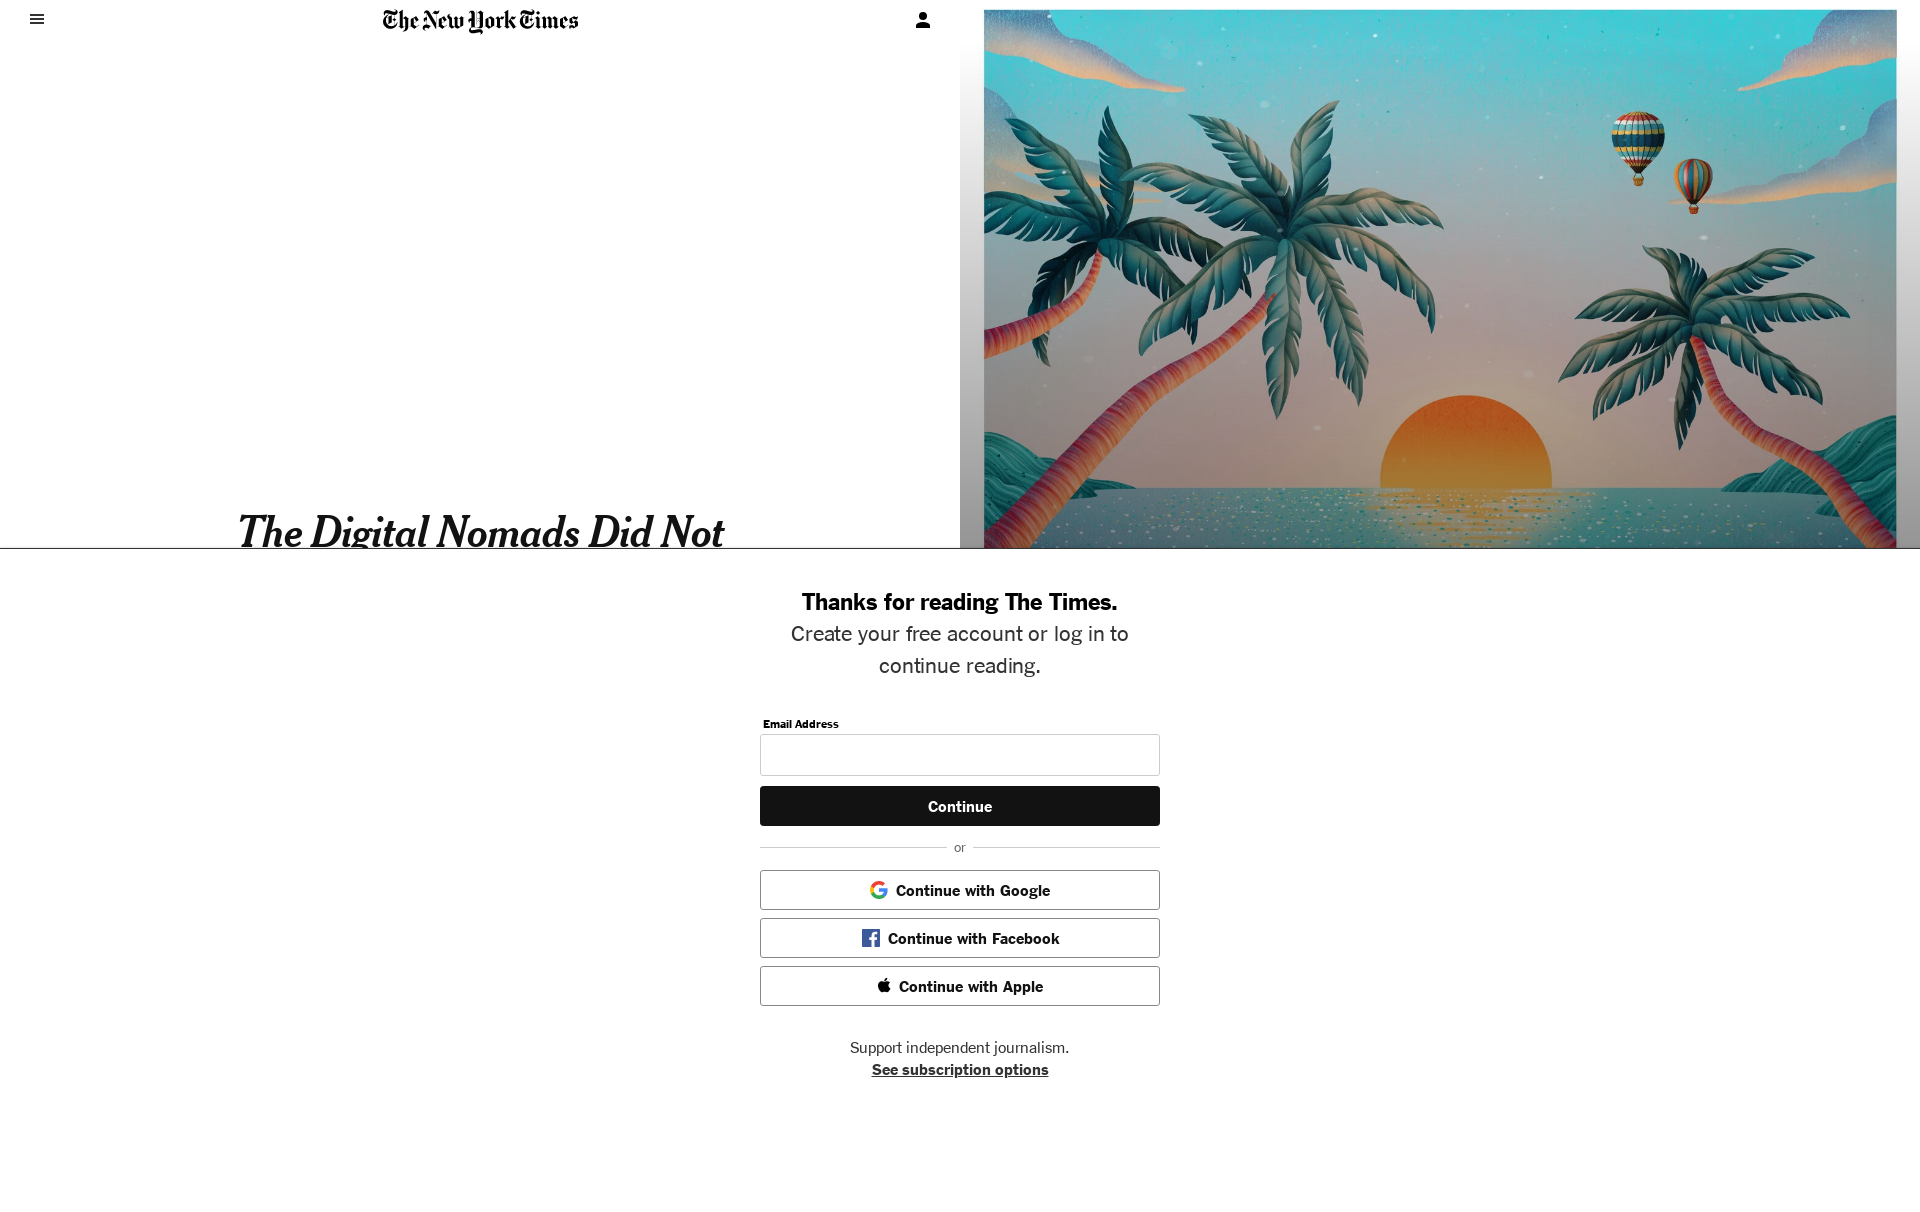 The New York Times
The Digital Nomads Did Not
Thanks for reading The Times.
Create your free account or log in to
continue reading.
Email Address
Continue
or
Continue with Google
Continue with Facebook
Continue with Apple
Support independent journalism.
See subscription options